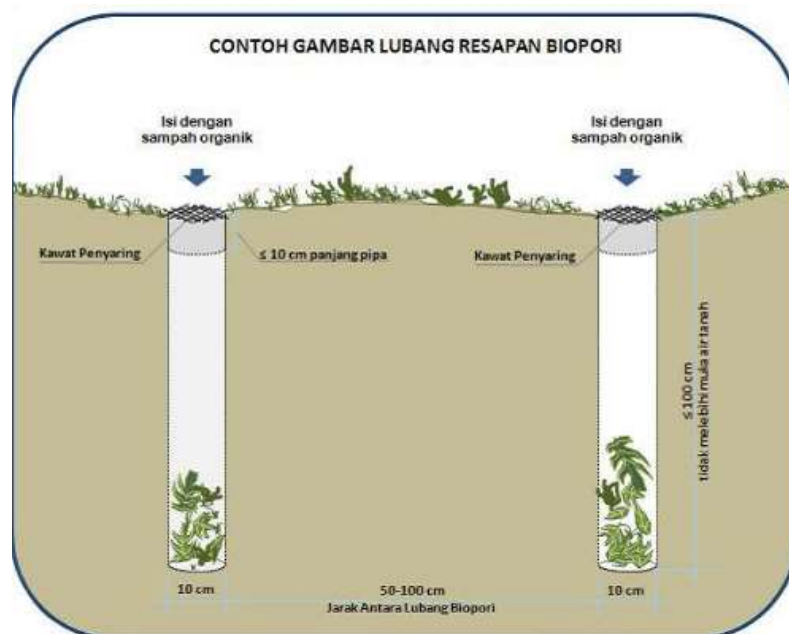 CONTOH GAMBAR LUBANG RESAPAN BIOPORI
Isi dengan
sampah organik
Isi dengan
sampah organik
Kawat Penyaring
≤ 10 cm panjang pipa
Kawat Penyaring
≤ 100 cm
tidak melebihi muka air tanah
10 cm
50-100 cm
10 cm
Jarak Antara Lubang Biopori